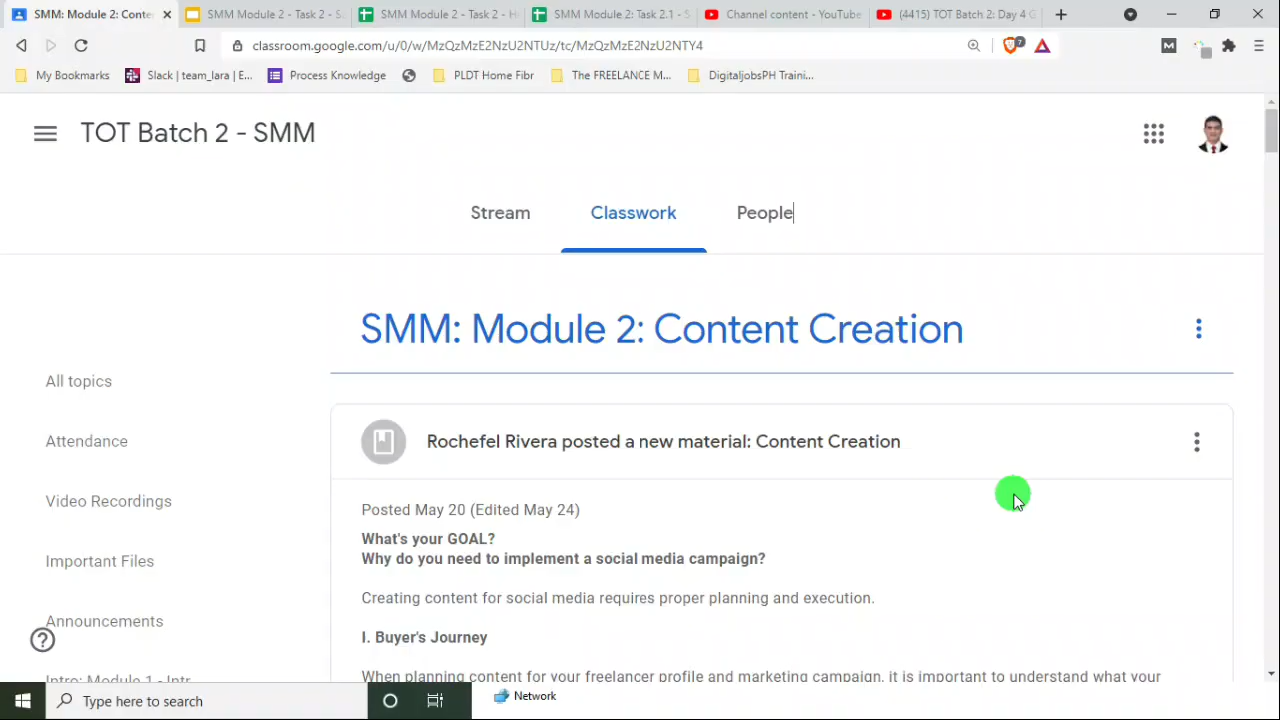 SMM: Module 2: Conte
SMM Module 2 - Task 2 - S
SMM Module 2 - Task 2 - H
SMM Module 2: Task 2.1 - S
Channel content - YouTube
(4415) TOT Batch 2: Day 4 G
classroom.google.com/u/0/w/MzQzMzE2NzU2NTUz/tc/MzQzMzE2NzU2NTY4
7
M
My Bookmarks
Slack | team_lara | E...
Process Knowledge
PLDT Home Fibr
The FREELANCE M...
DigitaljobsPH Traini...
TOT Batch 2 - SMM
Stream
Classwork
People
SMM: Module 2: Content Creation
All topics
Attendance
Video Recordings
Important Files
Announcements
Intro: Module 1 - Intr
Rochefel Rivera posted a new material: Content Creation
Posted May 20 (Edited May 24)
What's your GOAL?
Why do you need to implement a social media campaign?
Creating content for social media requires proper planning and execution.
I. Buyer's Journey
When planning content for your freelancer profile and marketing campaign, it is important to understand what your
?
Type here to search
Network